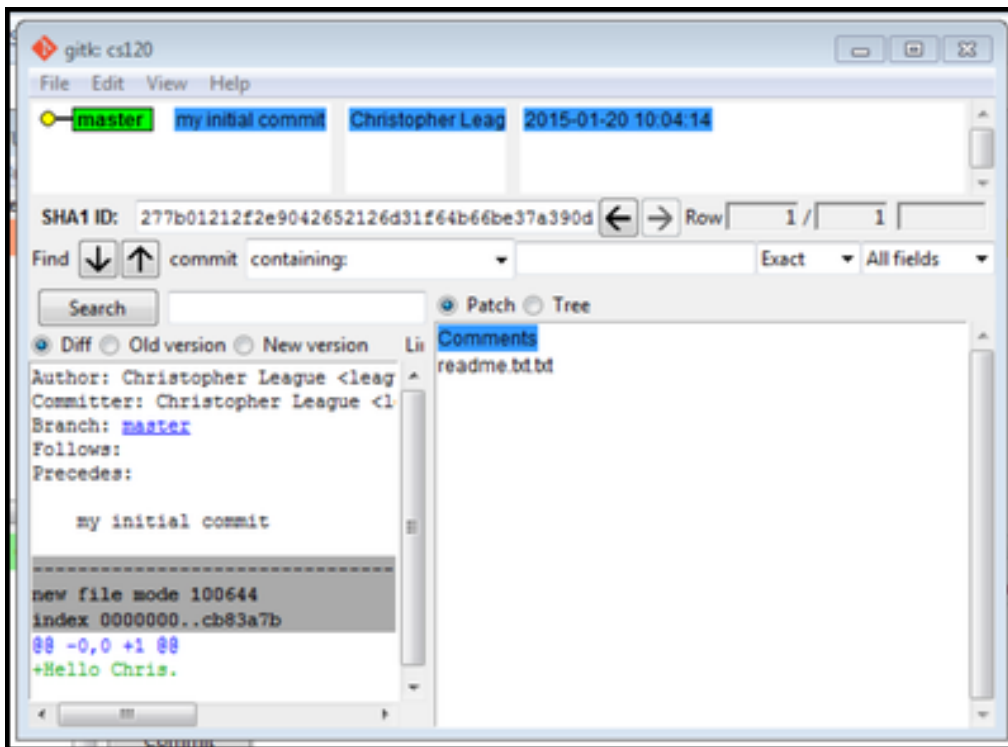 gitk: cs120
File Edit View Help
master my initial commit Christopher Leag 2015-01-20 10:04:14
SHA1 ID: 277b01212f2e9042652126d31f64b66be37a390d Row 1 / 1
Find commit containing: Exact All fields
Search Patch Tree
Diff Old version New version Lin Comments
Author: Christopher League <leag readme.txt.txt
Committer: Christopher League <l
Branch: master
Follows:
Precedes:
my initial commit
---------------------------------
new file mode 100644
index 0000000..cb83a7b
@@ -0,0 +1 @@
+Hello Chris.
Commit